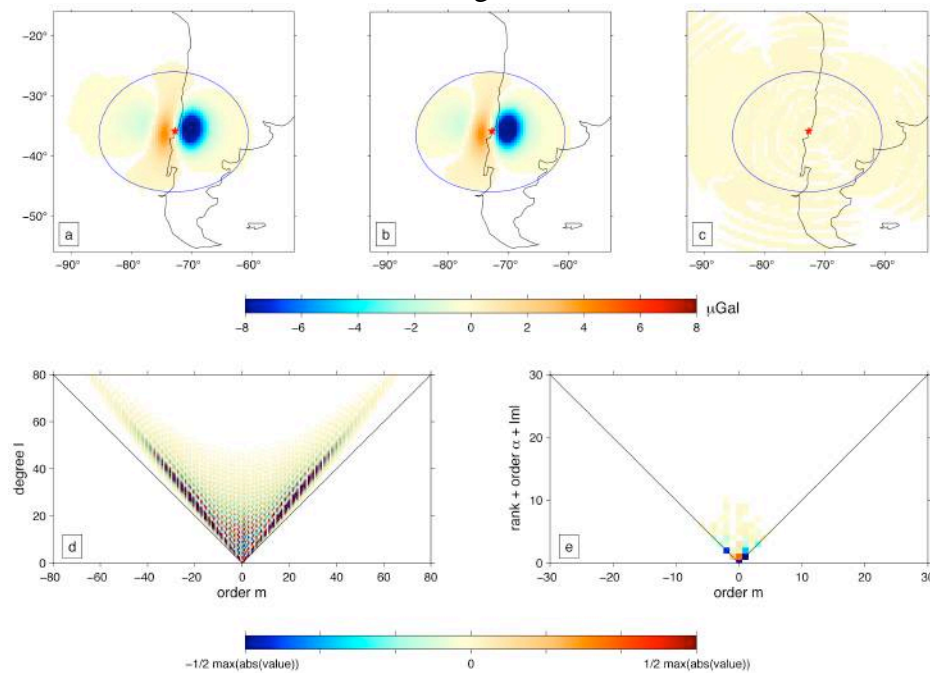 −20°
−30°
−40°
−50°
a
b
c
−90° −80° −70° −60°
−90° −80° −70° −60°
−90° −80° −70° −60°
−8 −6 −4 −2 0 2 4 6 8
μGal
80
60
40
20
0
degree l
d
−80 −60 −40 −20 0 20 40 60 80
order m
30
20
10
0
rank + order α + |m|
e
−30 −20 −10 0 10 20 30
order m
−1/2 max(abs(value)) 0 1/2 max(abs(value))